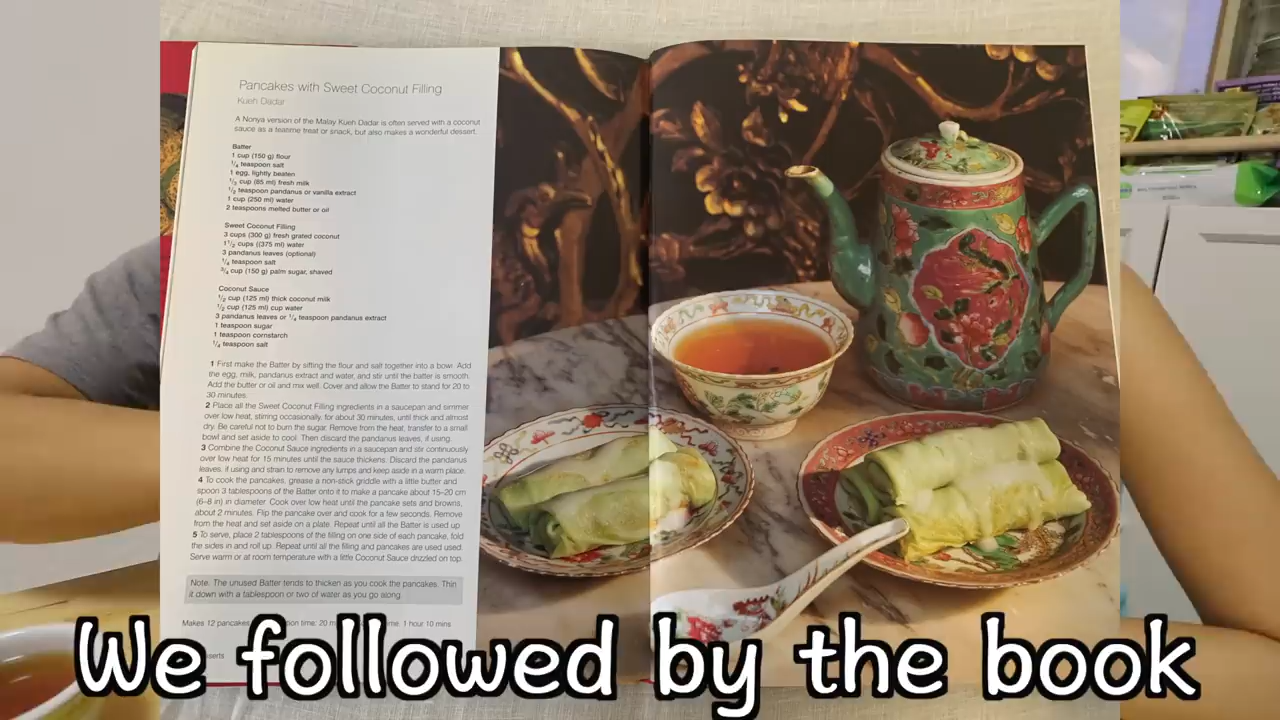 Pancakes with Sweet Coconut Filling
Kueh Dadar
A Nonya version of the Malay Kueh Dadar is often served with a coconut
sauce as a teatime treat or snack, but also makes a wonderful dessert.
Batter
1 cup (150 g) flour
1/4 teaspoon salt
1 egg, lightly beaten
1/3 cup (85 ml) fresh milk
1/2 teaspoon pandanus or vanilla extract
1 cup (250 ml) water
2 teaspoons melted butter or oil
Sweet Coconut Filling
3 cups (300 g) fresh grated coconut
1 1/2 cups ((375 ml) water
3 pandanus leaves (optional)
1/4 teaspoon salt
3/4 cup (150 g) palm sugar, shaved
Coconut Sauce
1/2 cup (125 ml) thick coconut milk
1/2 cup (125 ml) cup water
3 pandanus leaves or 1/4 teaspoon pandanus extract
1 teaspoon sugar
1 teaspoon cornstarch
1/4 teaspoon salt
1 First make the Batter by sifting the flour and salt together into a bowl. Add
the egg, milk, pandanus extract and water, and stir until the batter is smooth.
Add the butter or oil and mix well. Cover and allow the Batter to stand for 20 to
30 minutes.
2 Place all the Sweet Coconut Filling ingredients in a saucepan and simmer
over low heat, stirring occasionally, for about 30 minutes, until thick and almost
dry. Be careful not to burn the sugar. Remove from the heat, transfer to a small
bowl and set aside to cool. Then discard the pandanus leaves, if using.
3 Combine the Coconut Sauce ingredients in a saucepan and stir continuously
over low heat for 15 minutes until the sauce thickens. Discard the pandanus
leaves, if using and strain to remove any lumps and keep aside in a warm place.
4 To cook the pancakes, grease a non-stick griddle with a little butter and
spoon 3 tablespoons of the Batter onto it to make a pancake about 15–20 cm
(6–8 in) in diameter. Cook over low heat until the pancake sets and browns,
about 2 minutes. Flip the pancake over and cook for a few seconds. Remove
from the heat and set aside on a plate. Repeat until all the Batter is used up
5 To serve, place 2 tablespoons of the filling on one side of each pancake, fold
the sides in and roll up. Repeat until all the filling and pancakes are used used.
Serve warm or at room temperature with a little Coconut Sauce drizzled on top.
Note: The unused Batter tends to thicken as you cook the pancakes. Thin
it down with a tablespoon or two of water as you go along.
Makes 12 pancakes time: 20 1 hour 10 mins
We followed by the book